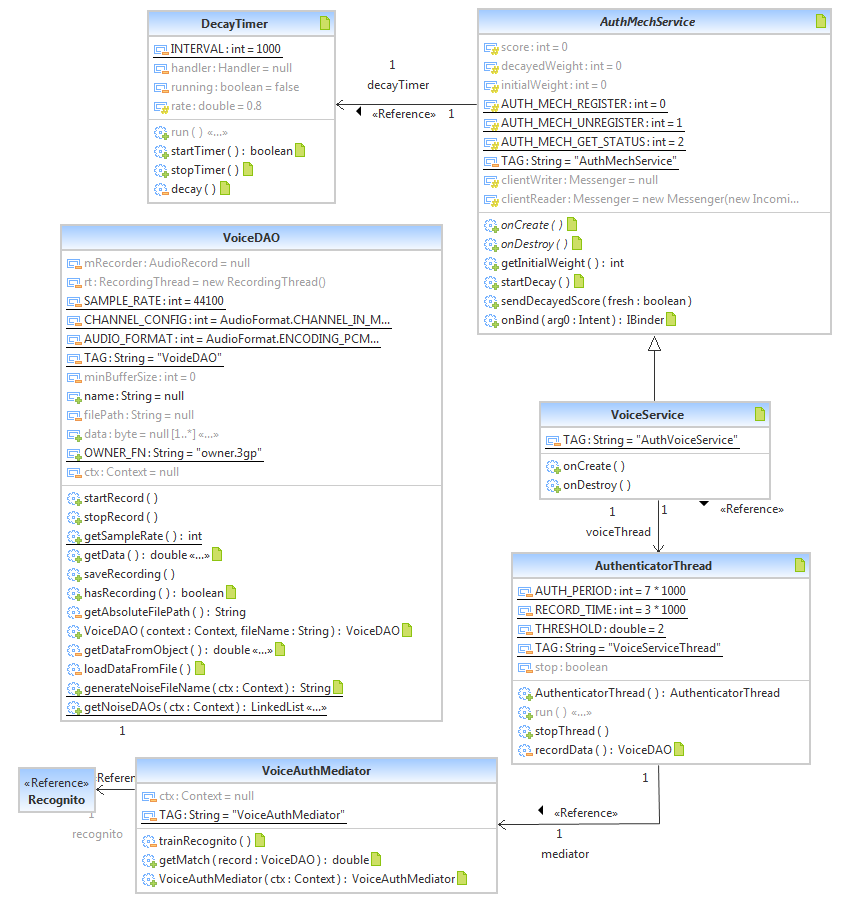 DecayTimer
INTERVAL : int = 1000
handler : Handler = null
running : boolean = false
rate : double = 0.8
run ( ) «...»
startTimer ( ) : boolean
stopTimer ( )
decay ( )
1
decayTimer
«Reference»
1
AuthMechService
score : int = 0
decayedWeight : int = 0
initialWeight : int = 0
AUTH_MECH_REGISTER : int = 0
AUTH_MECH_UNREGISTER : int = 1
AUTH_MECH_GET_STATUS : int = 2
TAG : String = "AuthMechService"
clientWriter : Messenger = null
clientReader : Messenger = new Messenger(new Incomi...
onCreate ( )
onDestroy ( )
getInitialWeight ( ) : int
startDecay ( )
sendDecayedScore ( fresh : boolean )
onBind ( arg0 : Intent ) : IBinder
VoiceDAO
mRecorder : AudioRecord = null
rt : RecordingThread = new RecordingThread()
SAMPLE_RATE : int = 44100
CHANNEL_CONFIG : int = AudioFormat.CHANNEL_IN_M...
AUDIO_FORMAT : int = AudioFormat.ENCODING_PCM...
TAG : String = "VoideDAO"
minBufferSize : int = 0
name : String = null
filePath : String = null
data : byte = null [1..*] «...»
OWNER_FN : String = "owner.3gp"
ctx : Context = null
startRecord ( )
stopRecord ( )
getSampleRate ( ) : int
getData ( ) : double «...»
saveRecording ( )
hasRecording ( ) : boolean
getAbsoluteFilePath ( ) : String
VoiceDAO ( context : Context, fileName : String ) : VoiceDAO
getDataFromObject ( ) : double «...»
loadDataFromFile ( )
generateNoiseFileName ( ctx : Context ) : String
getNoiseDAOs ( ctx : Context ) : LinkedList «...»
1
VoiceService
TAG : String = "AuthVoiceService"
onCreate ( )
onDestroy ( )
1
1
«Reference»
voiceThread
AuthenticatorThread
AUTH_PERIOD : int = 7 * 1000
RECORD_TIME : int = 3 * 1000
THRESHOLD : double = 2
TAG : String = "VoiceServiceThread"
stop : boolean
AuthenticatorThread ( ) : AuthenticatorThread
run ( ) «...»
stopThread ( )
recordData ( ) : VoiceDAO
1
«Reference»
1
mediator
VoiceAuthMediator
ctx : Context = null
TAG : String = "VoiceAuthMediator"
trainRecognito ( )
getMatch ( record : VoiceDAO ) : double
VoiceAuthMediator ( ctx : Context ) : VoiceAuthMediator
«Reference»
Recognito
Referen
1
recognito